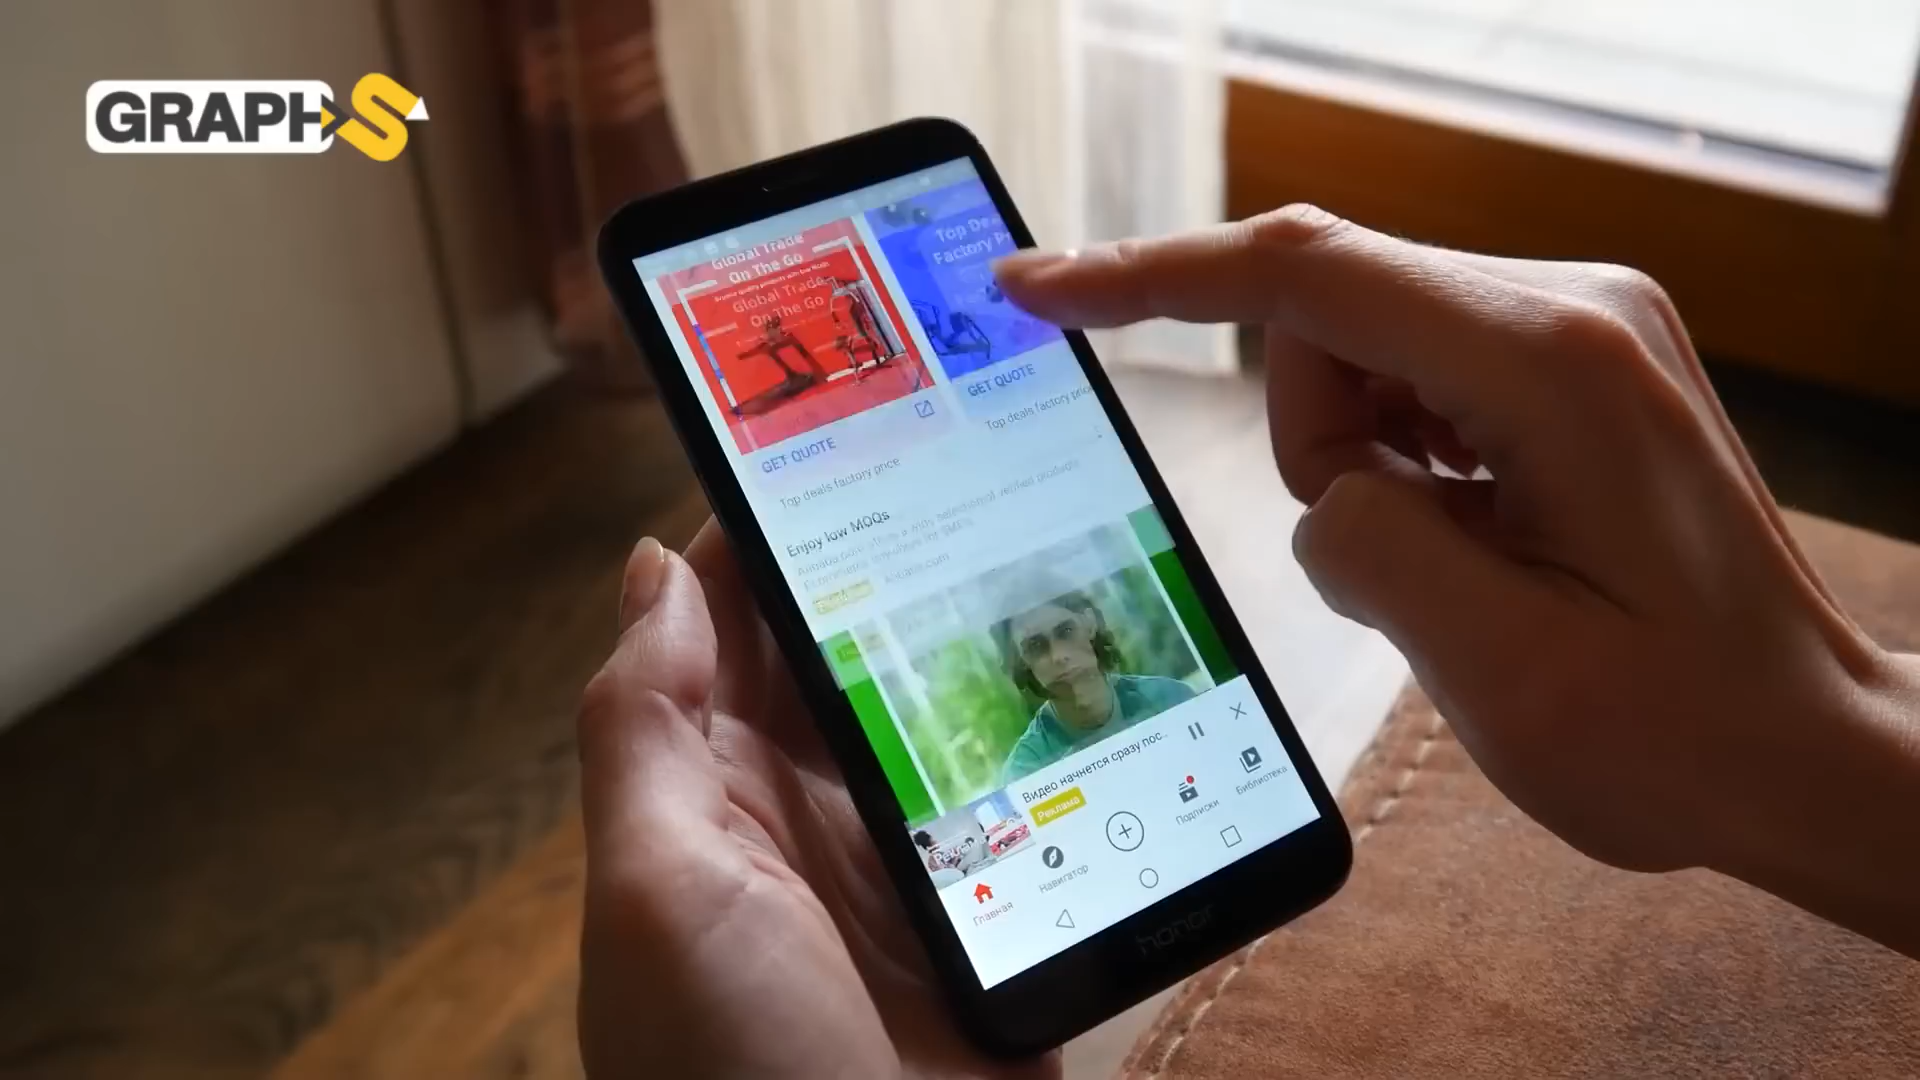 GRAPHS
Global Trade
On The Go
Global Trade
On The Go
Top De
Factory P
GET QUOTE
GET QUOTE
Top deals factory price
Top deals factory price
Enjoy low MOQs
Видео начнется сразу пос...
Реклама
Главная
Навигатор
Подписки
Библиотека
honor